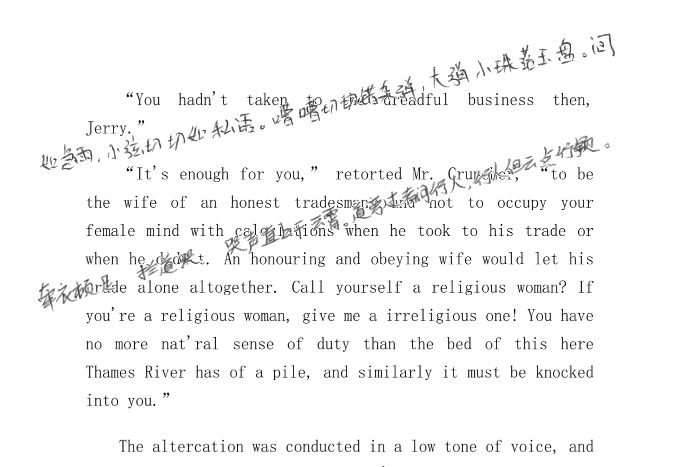 如急雨,小弦切切如私语。嘈嘈切切错杂弹,大珠小珠落玉盘。间
“You hadn't taken to no dreadful business then,
Jerry.”
“It's enough for you,” retorted Mr. Cruncher, “to be
the wife of an honest tradesman, and not to occupy your
female mind with calculations when he took to his trade or
when he didn't. An honouring and obeying wife would let his
trade alone altogether. Call yourself a religious woman? If
you're a religious woman, give me a irreligious one! You have
no more nat'ral sense of duty than the bed of this here
Thames River has of a pile, and similarly it must be knocked
into you.”
牵衣顿足拦道哭,哭声直上干云霄。道旁过者问行人,行人但云点行频。
The altercation was conducted in a low tone of voice, and